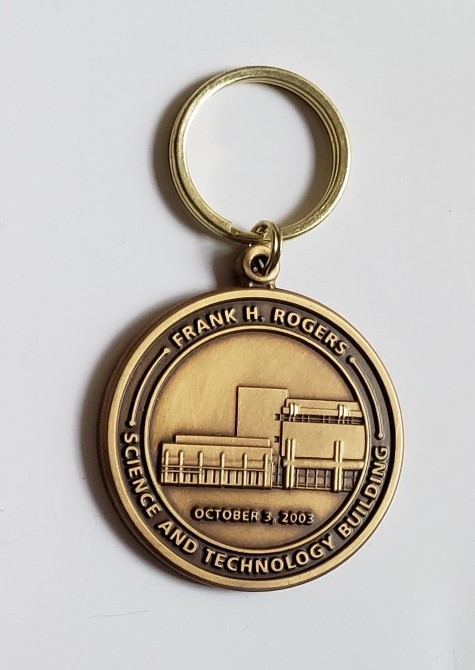 FRANK H. ROGERS
OCTOBER 3, 2003
SCIENCE AND TECHNOLOGY BUILDING